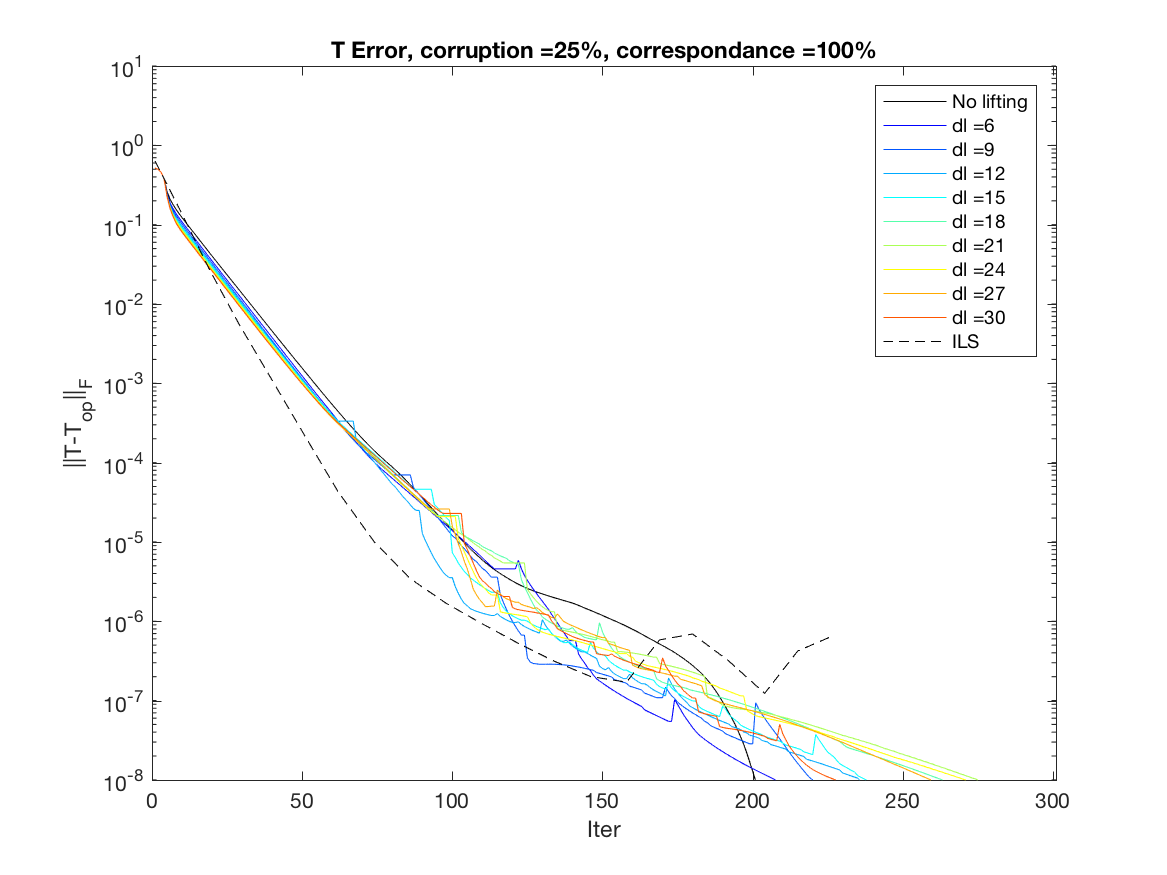 T Error, corruption =25%, correspondance =100%
10^1
10^0
10^-1
10^-2
10^-3
10^-4
10^-5
10^-6
10^-7
10^-8
||T-T_op||_F
No lifting
dl =6
dl =9
dl =12
dl =15
dl =18
dl =21
dl =24
dl =27
dl =30
ILS
0 50 100 150 200 250 300
Iter